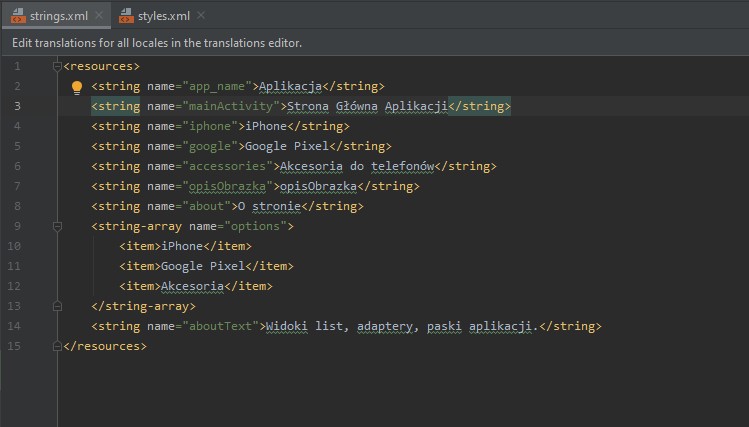 strings.xml styles.xml
Edit translations for all locales in the translations editor.
1 <resources>
2 <string name="app_name">Aplikacja</string>
3 <string name="mainActivity">Strona Główna Aplikacji</string>
4 <string name="iphone">iPhone</string>
5 <string name="google">Google Pixel</string>
6 <string name="accessories">Akcesoria do telefonów</string>
7 <string name="opisObrazka">opisObrazka</string>
8 <string name="about">O stronie</string>
9 <string-array name="options">
10 <item>iPhone</item>
11 <item>Google Pixel</item>
12 <item>Akcesoria</item>
13 </string-array>
14 <string name="aboutText">Widoki list, adaptery, paski aplikacji.</string>
15 </resources>